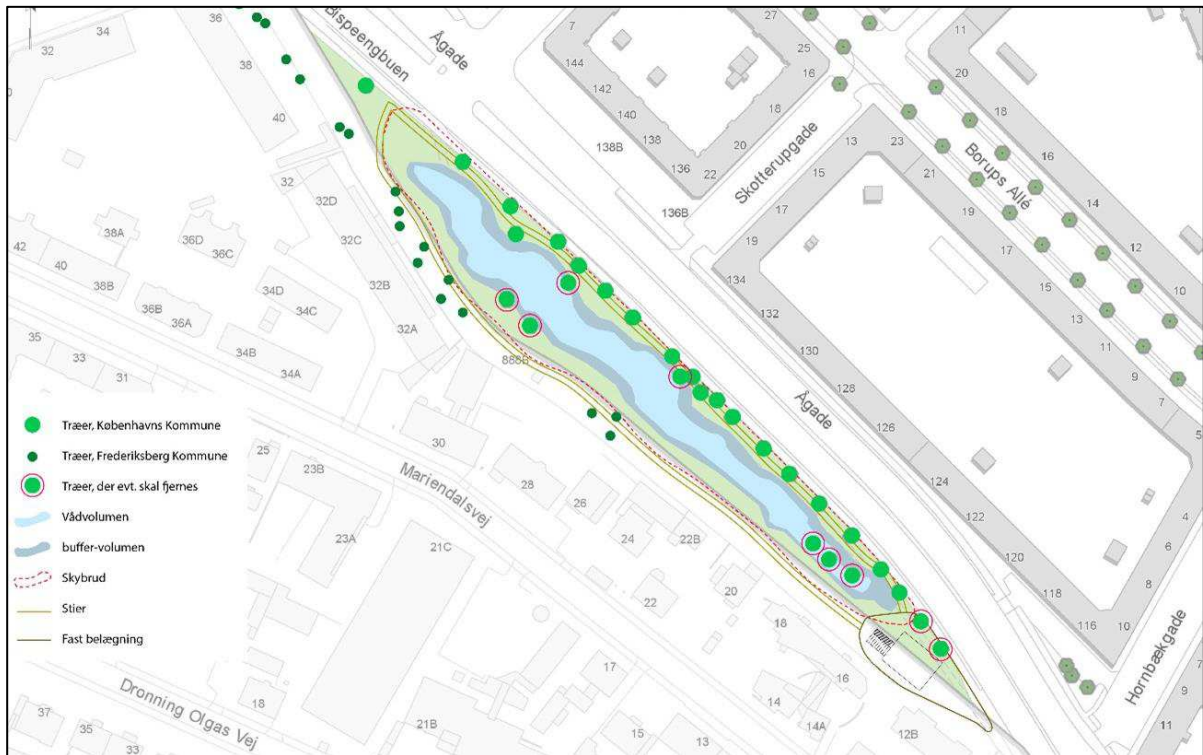 Bispeengbuen
Ågade
36
34
32
38
40
7
144
142
140
138
136
22
20
18
16
138B
136B
27
25
11
20
18
16
14
12
10
Borups Allé
Skotterupgade
13
23
21
15
17
19
134
19
17
15
13
11
9
7
5
132
130
128
126
124
122
120
118
116
10
8
6
4
Ågade
Hornbækgade
7
9
11
32
32D
32C
32B
32A
38A
36D
36C
42
40
38B
34D
34C
36B
36A
34B
34A
35
33
31
888B
30
Mariendalsvej
28
26
24
22B
22
20
18
16
14
14A
12B
25
23B
23A
21C
21B
17
15
13
18
37
35
33
Dronning Olgas Vej
Træer, Københavns Kommune
Træer, Frederiksberg Kommune
Træer, der evt. skal fjernes
Vådvolumen
buffer-volumen
Skybrud
Stier
Fast belægning